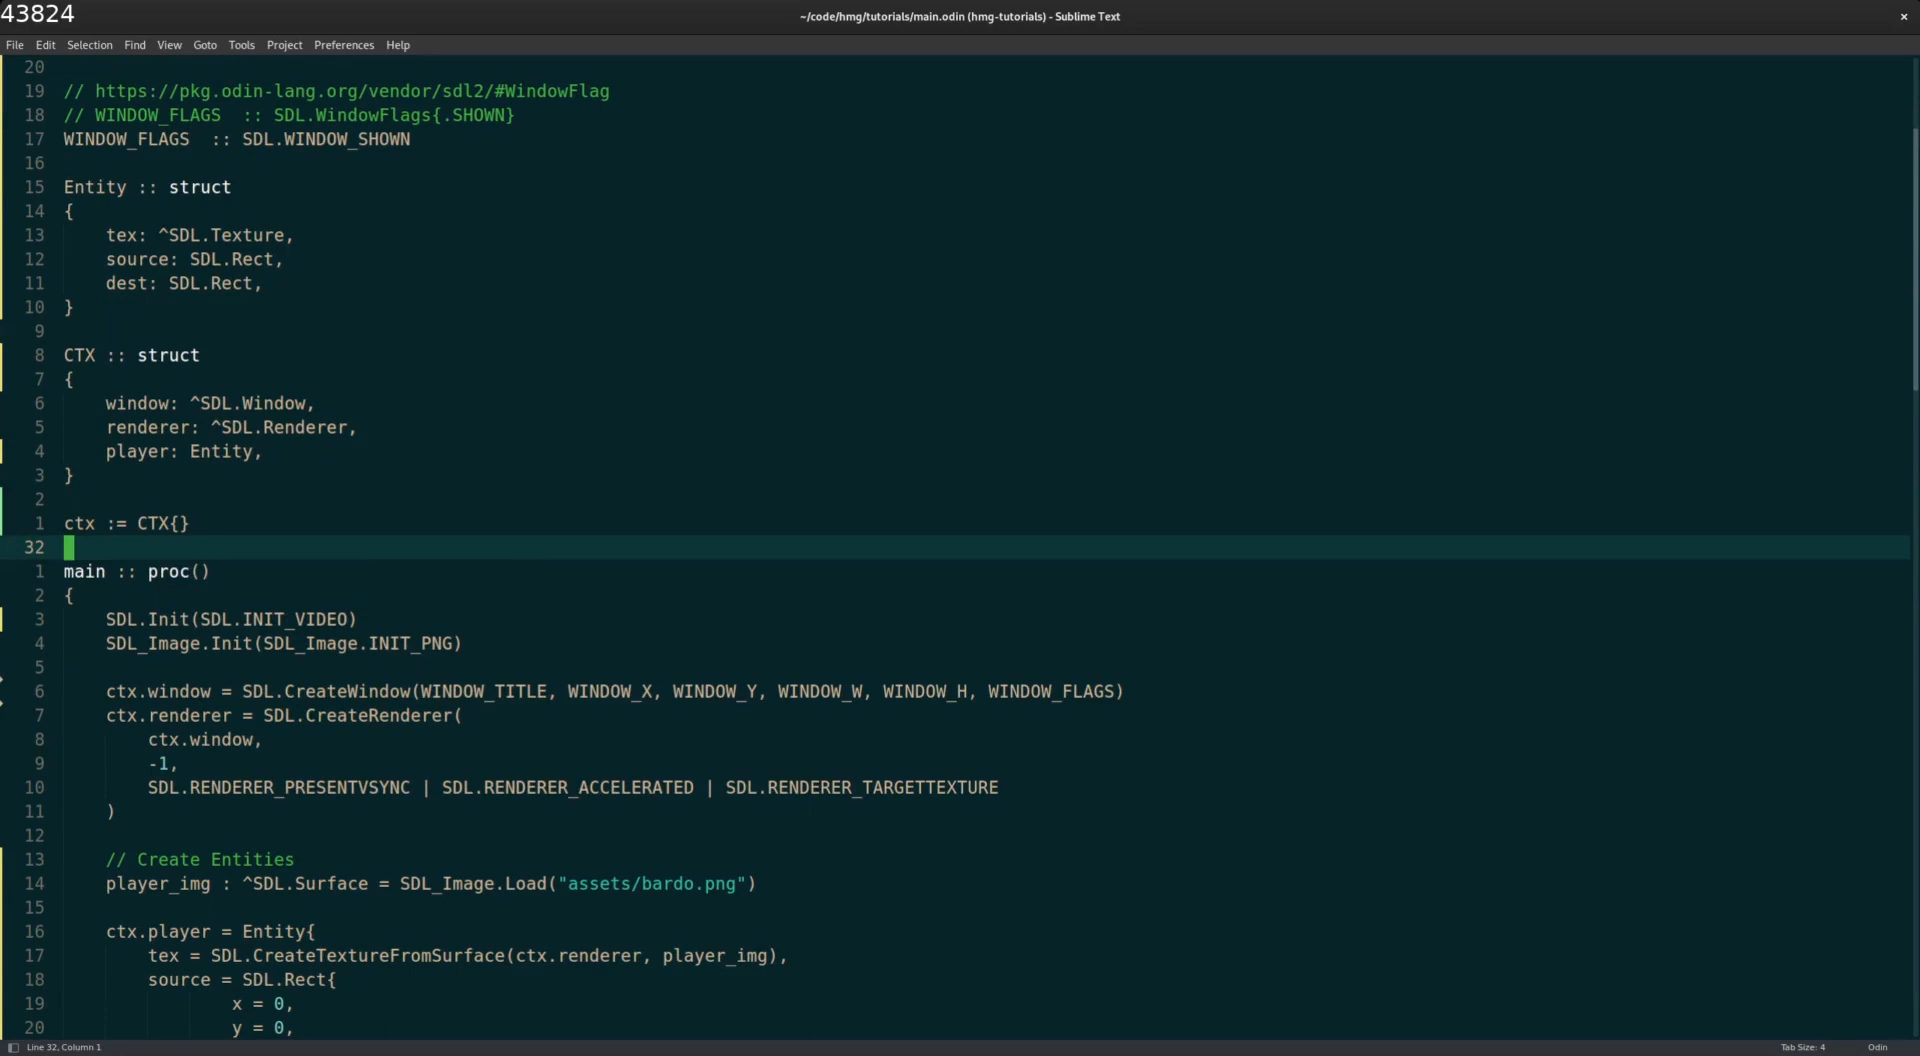 43824
~/code/hmg/tutorials/main.odin (hmg-tutorials) - Sublime Text
×
File Edit Selection Find View Goto Tools Project Preferences Help
20
19 // https://pkg.odin-lang.org/vendor/sdl2/#WindowFlag
18 // WINDOW_FLAGS  :: SDL.WindowFlags{.SHOWN}
17 WINDOW_FLAGS  :: SDL.WINDOW_SHOWN
16
15 Entity :: struct
14 {
13     tex: ^SDL.Texture,
12     source: SDL.Rect,
11     dest: SDL.Rect,
10 }
9
8 CTX :: struct
7 {
6     window: ^SDL.Window,
5     renderer: ^SDL.Renderer,
4     player: Entity,
3 }
2
1 ctx := CTX{}
32
1 main :: proc()
2 {
3     SDL.Init(SDL.INIT_VIDEO)
4     SDL_Image.Init(SDL_Image.INIT_PNG)
5
6     ctx.window = SDL.CreateWindow(WINDOW_TITLE, WINDOW_X, WINDOW_Y, WINDOW_W, WINDOW_H, WINDOW_FLAGS)
7     ctx.renderer = SDL.CreateRenderer(
8         ctx.window,
9         -1,
10         SDL.RENDERER_PRESENTVSYNC | SDL.RENDERER_ACCELERATED | SDL.RENDERER_TARGETTEXTURE
11     )
12
13     // Create Entities
14     player_img : ^SDL.Surface = SDL_Image.Load("assets/bardo.png")
15
16     ctx.player = Entity{
17         tex = SDL.CreateTextureFromSurface(ctx.renderer, player_img),
18         source = SDL.Rect{
19                 x = 0,
20                 y = 0,
Line 32, Column 1
Tab Size: 4
Odin